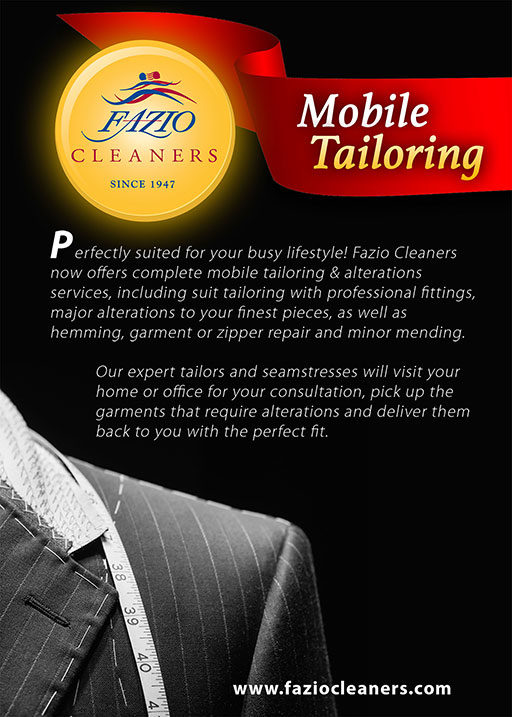 FAZIO
CLEANERS
SINCE 1947
Mobile
Tailoring
Perfectly suited for your busy lifestyle! Fazio Cleaners
now offers complete mobile tailoring & alterations
services, including suit tailoring with professional fittings,
major alterations to your finest pieces, as well as
hemming, garment or zipper repair and minor mending.
Our expert tailors and seamstresses will visit your
home or office for your consultation, pick up the
garments that require alterations and deliver them
back to you with the perfect fit.
38
39
40
www.faziocleaners.com